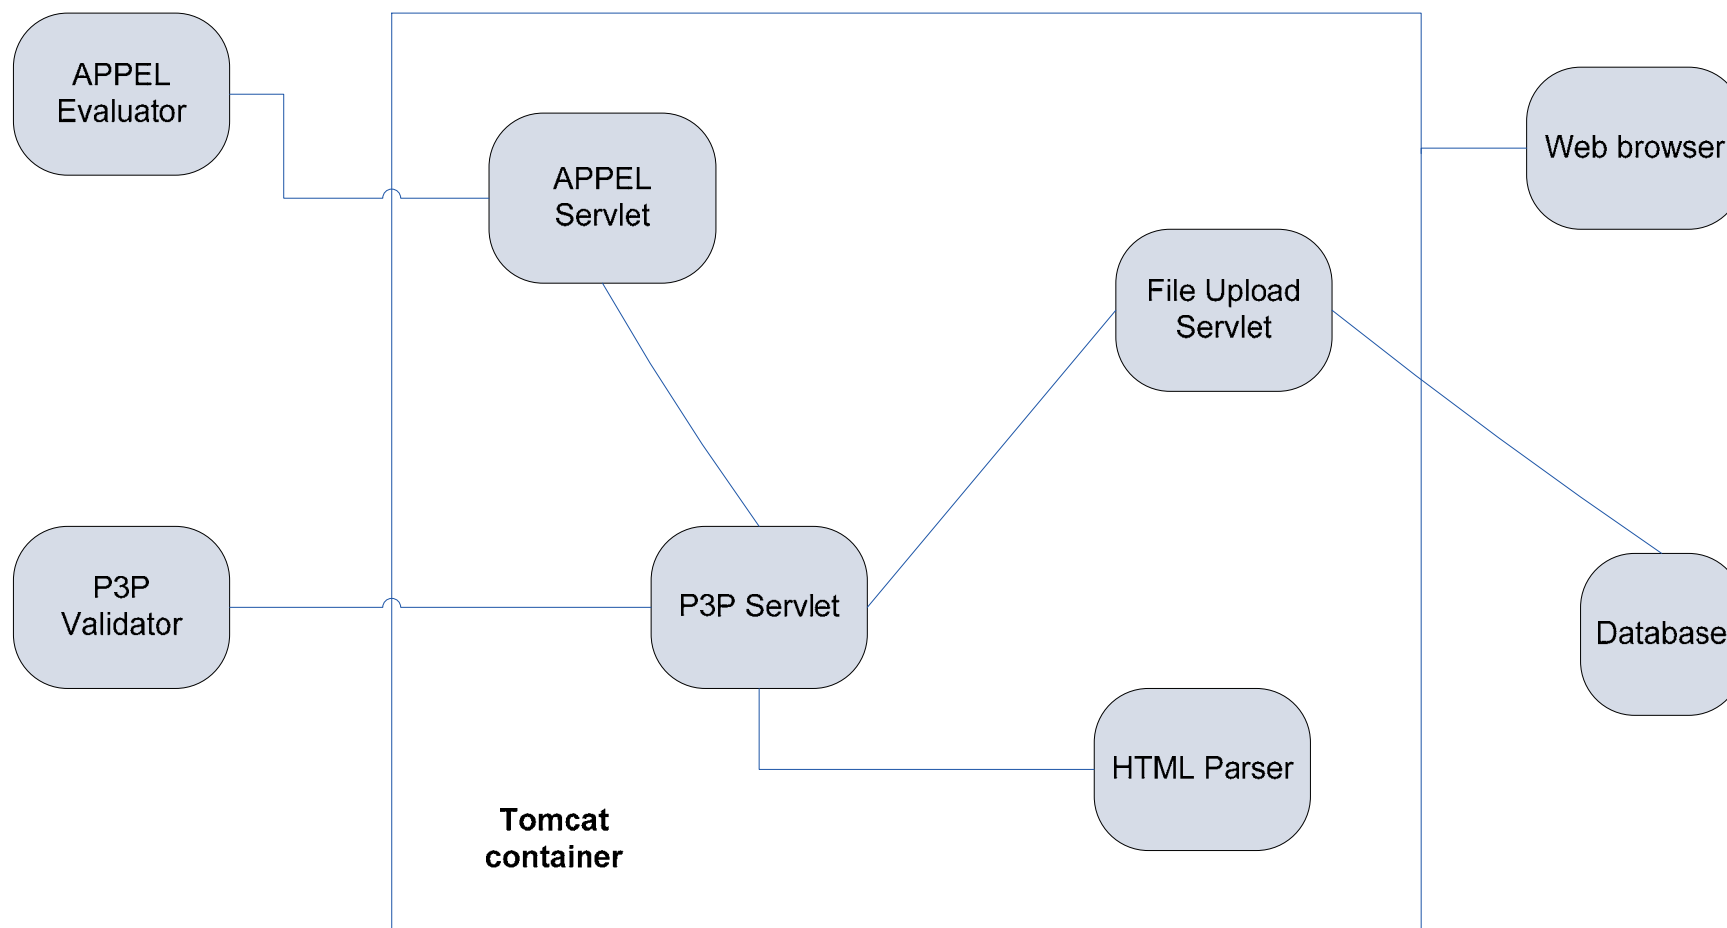 APPEL
Evaluator
APPEL
Servlet
Web browser
File Upload
Servlet
P3P
Validator
P3P Servlet
Database
HTML Parser
Tomcat
container